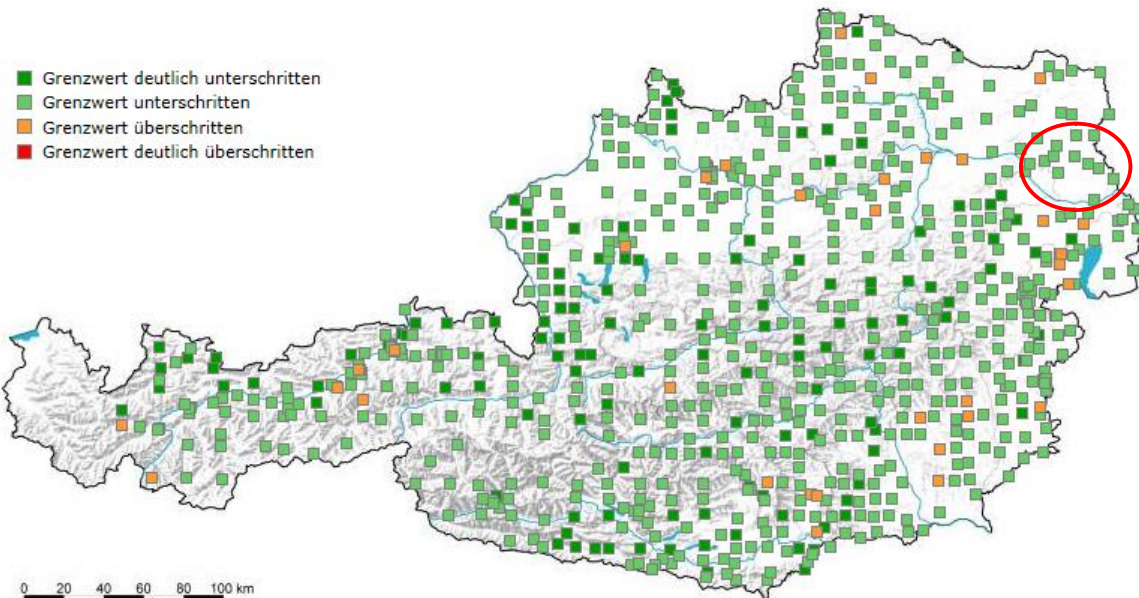 Grenzwert deutlich unterschritten
Grenzwert unterschritten
Grenzwert überschritten
Grenzwert deutlich überschritten
0 20 40 60 80 100 km